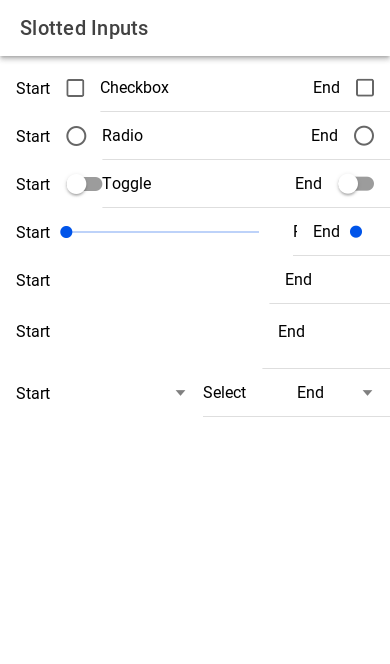 Slotted Inputs
Start Checkbox End
Start Radio End
Start Toggle End
Start End
Start End
Start End
Start Select End